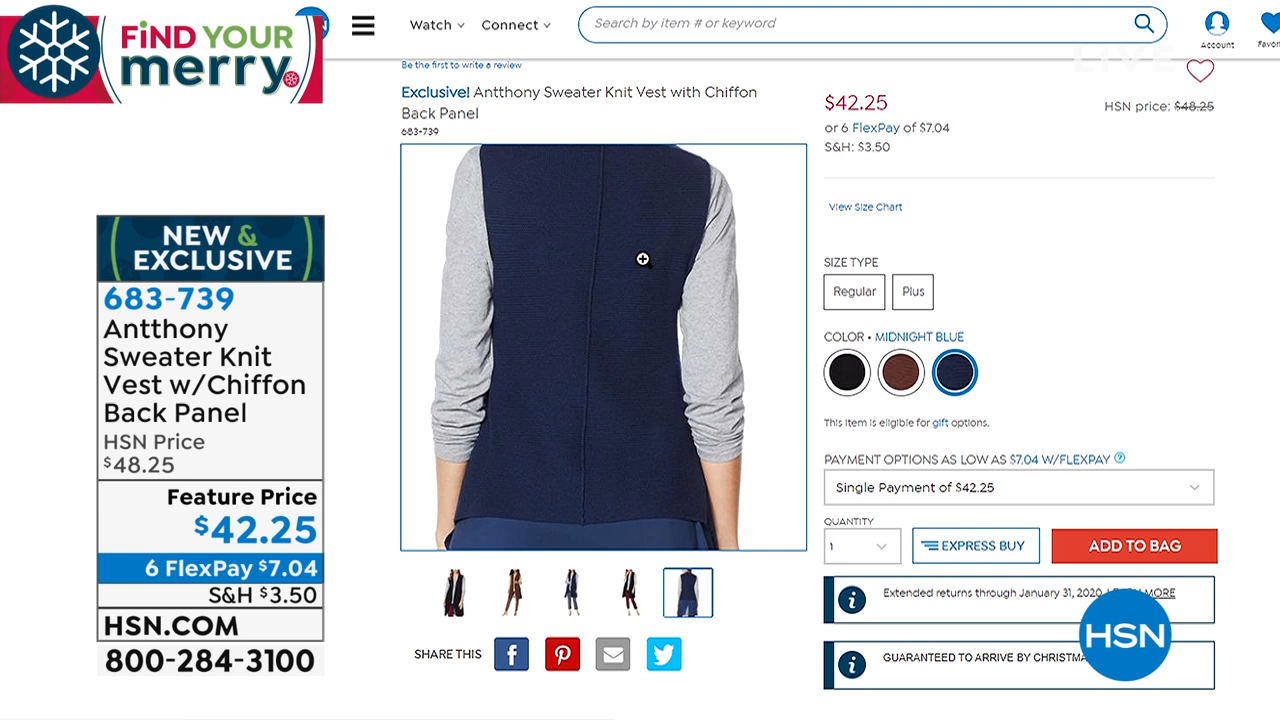 FiND YOUR
merry
Watch
Connect
Search by item # or keyword
Account
LIVE
Be the first to write a review
Exclusive! Antthony Sweater Knit Vest with Chiffon
Back Panel
683-739
$42.25
HSN price: $48.25
or 6 FlexPay of $7.04
S&H: $3.50
View Size Chart
SIZE TYPE
Regular
Plus
COLOR • MIDNIGHT BLUE
This item is eligible for gift options.
PAYMENT OPTIONS AS LOW AS $7.04 W/FLEXPAY ?
Single Payment of $42.25
QUANTITY
1
EXPRESS BUY
ADD TO BAG
Extended returns through January 31, 2020.
GUARANTEED TO ARRIVE BY
HSN
SHARE THIS
NEW &
EXCLUSIVE
683-739
Antthony
Sweater Knit
Vest w/Chiffon
Back Panel
HSN Price
$48.25
Feature Price
$42.25
6 FlexPay $7.04
S&H $3.50
HSN.COM
800-284-3100